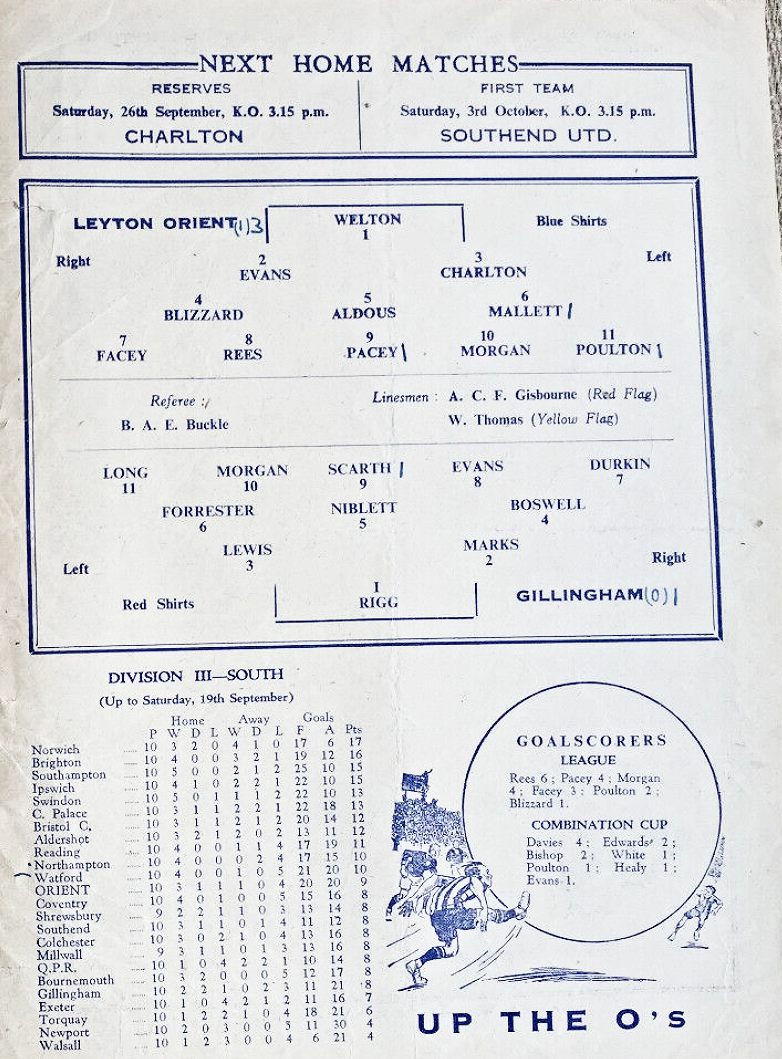 NEXT HOME MATCHES
RESERVES
Saturday, 26th September, K.O. 3.15 p.m.
CHARLTON
FIRST TEAM
Saturday, 3rd October, K.O. 3.15 p.m.
SOUTHEND UTD.
LEYTON ORIENT (1) 3 WELTON Blue Shirts
1
Right 2 3 Left
EVANS CHARLTON
4 5 6
BLIZZARD ALDOUS MALLETT |
7 8 9 10 11
FACEY REES PACEY | MORGAN POULTON |
Referee : Linesmen : A. C. F. Gisbourne (Red Flag)
B. A. E. Buckle W. Thomas (Yellow Flag)
LONG MORGAN SCARTH | EVANS DURKIN
11 10 9 8 7
FORRESTER NIBLETT BOSWELL
6 5 4
LEWIS MARKS
3 2
Left Right
1
Red Shirts RIGG GILLINGHAM (0) 1
DIVISION III—SOUTH
(Up to Saturday, 19th September)
Home Away Goals
P W D L W D L F A Pts
Norwich ..... 10 3 2 0 4 1 0 17 6 17
Brighton ..... 10 4 0 0 3 2 1 19 12 16
Southampton ..... 10 5 0 0 2 1 2 25 10 15
Ipswich ..... 10 4 1 0 2 2 1 22 10 15
Swindon ..... 10 5 0 1 1 1 2 22 10 13
C. Palace ..... 10 3 1 1 2 2 1 22 18 13
Bristol C. ..... 10 3 1 1 2 1 2 20 14 12
Aldershot ..... 10 3 2 1 2 0 2 13 11 12
Reading ..... 10 4 0 0 1 1 4 17 19 11
Northampton ..... 10 4 0 0 0 2 4 17 15 10
Watford ..... 10 4 0 0 1 0 5 21 20 10
ORIENT ..... 10 3 1 1 1 0 4 20 20 9
Coventry ..... 10 4 0 1 0 0 5 15 16 8
Shrewsbury ..... 9 2 2 1 1 0 3 13 14 8
Southend ..... 10 3 1 1 0 1 4 11 12 8
Colchester ..... 10 3 0 2 1 0 4 13 16 8
Millwall ..... 9 3 1 1 0 1 3 13 16 8
Q.P.R. ..... 10 1 0 4 2 2 1 10 14 8
Bournemouth ..... 10 3 2 0 0 0 5 12 17 8
Gillingham ..... 10 2 2 1 0 2 3 11 21 8
Exeter ..... 10 1 0 4 2 1 2 11 16 7
Torquay ..... 10 1 2 2 1 0 4 18 21 6
Newport ..... 10 2 0 3 0 0 5 11 30 4
Walsall ..... 10 1 2 3 0 0 4 6 21 4
GOALSCORERS
LEAGUE
Rees 6 ; Pacey 4 ; Morgan
4 ; Facey 3 ; Poulton 2 ;
Blizzard 1.
COMBINATION CUP
Davies 4 ; Edwards 2 ;
Bishop 2 ; White 1 ;
Poulton 1 ; Healy 1 ;
Evans 1.
UP THE O'S